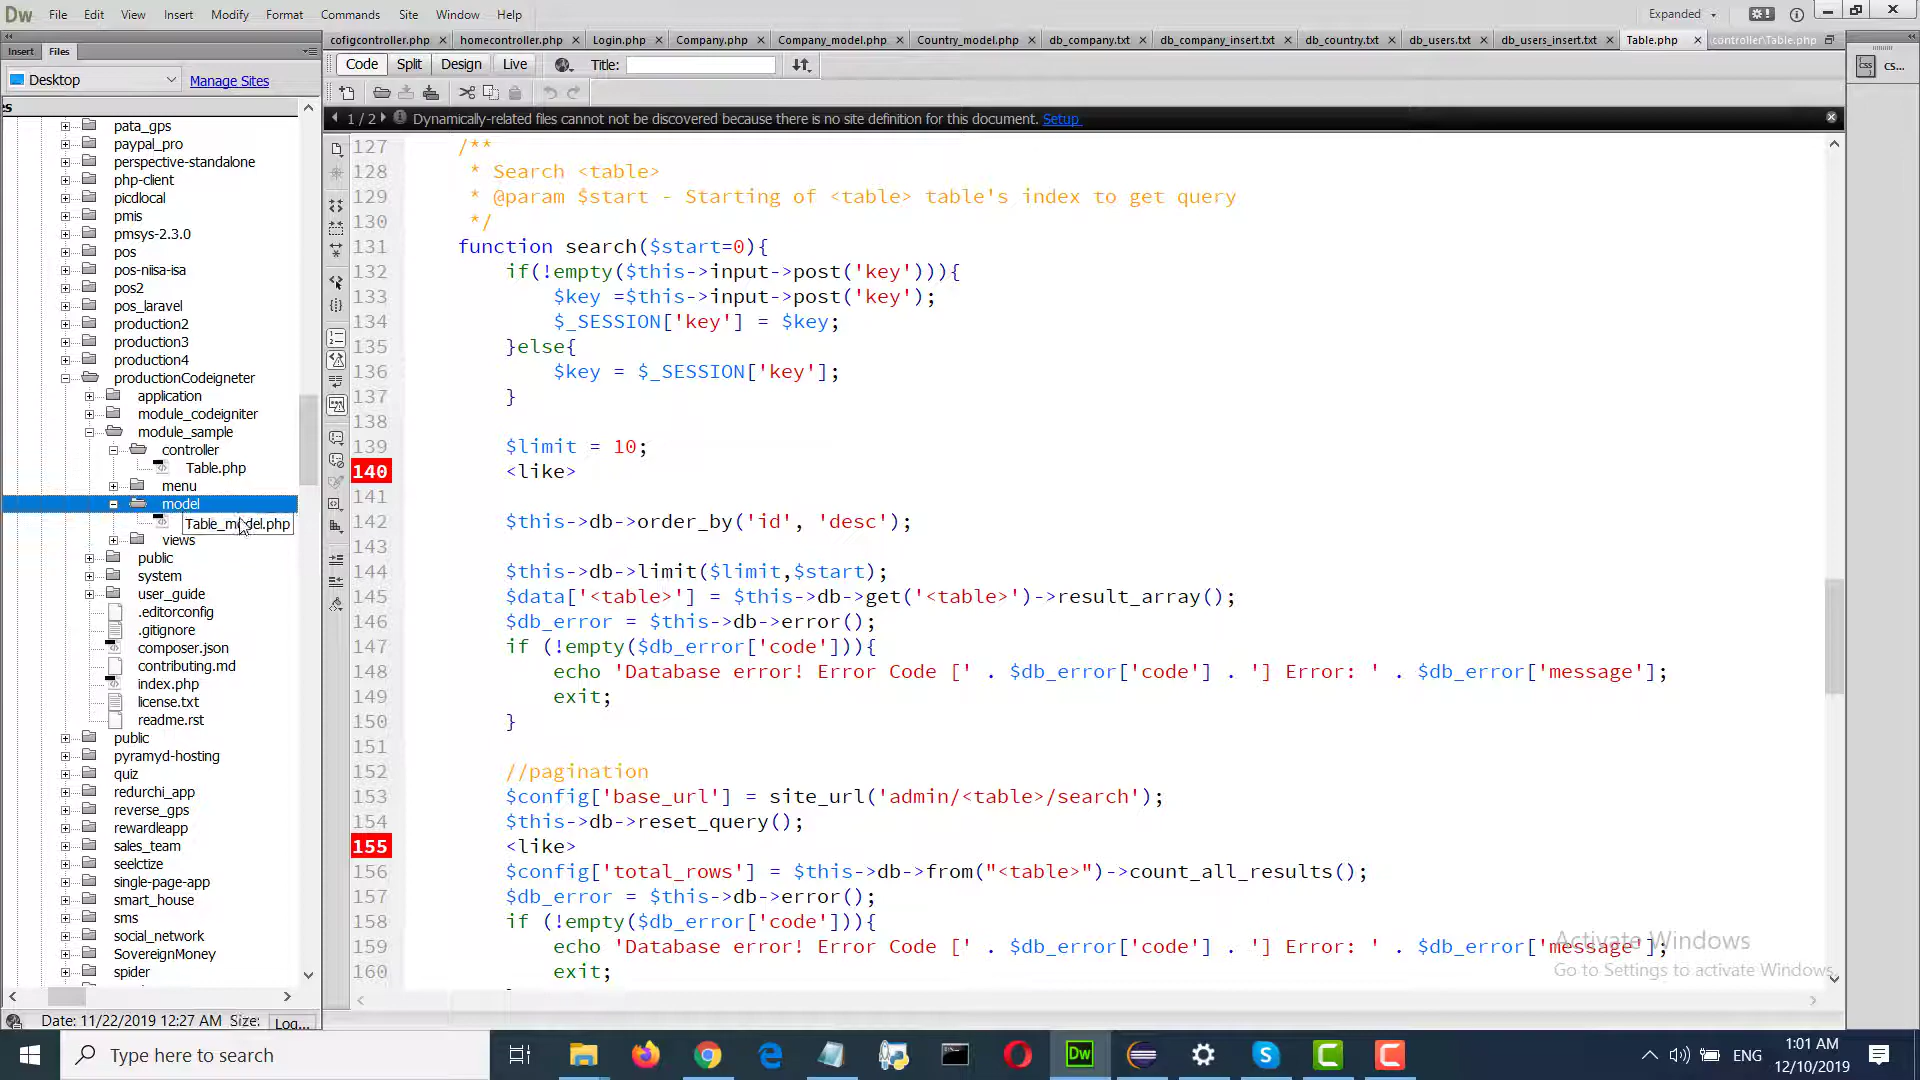 Dw File Edit View Insert Modify Format Commands Site Window Help Expanded
Insert Files
cofigcontroller.php homecontroller.php Login.php Company.php Company_model.php Country_model.php db_company.txt db_company_insert.txt db_country.txt db_users.txt db_users_insert.txt Table.php controller\Table.php
Desktop Manage Sites
Code Split Design Live Title:
CSS cs...
1 / 2 Dynamically-related files cannot not be discovered because there is no site definition for this document. Setup
es
pata_gps
paypal_pro
perspective-standalone
php-client
picdlocal
pmis
pmsys-2.3.0
pos
pos-niisa-isa
pos2
pos_laravel
production2
production3
production4
productionCodeigneter
application
module_codeigniter
module_sample
controller
Table.php
menu
model
Table_model.php
views
public
system
user_guide
.editorconfig
.gitignore
composer.json
contributing.md
index.php
license.txt
readme.rst
public
pyramyd-hosting
quiz
redurchi_app
reverse_gps
rewardleapp
sales_team
seelctize
single-page-app
smart_house
sms
social_network
SovereignMoney
spider
127 /**
128 * Search <table>
129 * @param $start - Starting of <table> table's index to get query
130 */
131 function search($start=0){
132 if(!empty($this->input->post('key'))){
133 $key =$this->input->post('key');
134 $_SESSION['key'] = $key;
135 }else{
136 $key = $_SESSION['key'];
137 }
138
139 $limit = 10;
140 <like>
141
142 $this->db->order_by('id', 'desc');
143
144 $this->db->limit($limit,$start);
145 $data['<table>'] = $this->db->get('<table>')->result_array();
146 $db_error = $this->db->error();
147 if (!empty($db_error['code'])){
148 echo 'Database error! Error Code [' . $db_error['code'] . '] Error: ' . $db_error['message'];
149 exit;
150 }
151
152 //pagination
153 $config['base_url'] = site_url('admin/<table>/search');
154 $this->db->reset_query();
155 <like>
156 $config['total_rows'] = $this->db->from("<table>")->count_all_results();
157 $db_error = $this->db->error();
158 if (!empty($db_error['code'])){
159 echo 'Database error! Error Code [' . $db_error['code'] . '] Error: ' . $db_error['message'];
160 exit;
Activate Windows
Go to Settings to activate Windows.
Date: 11/22/2019 12:27 AM Size: Log...
Type here to search
Dw
ENG
1:01 AM
12/10/2019